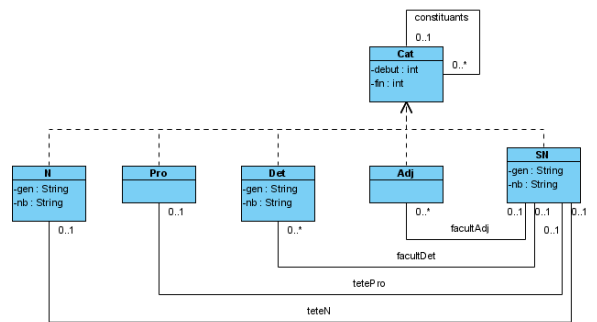 constituants
0..1
Cat
-debut : int
-fin : int
0..*
N
-gen : String
-nb : String
Pro
Det
-gen : String
-nb : String
Adj
SN
-gen : String
-nb : String
0..1
0..1
0..*
0..*
0..1
0..1
0..1
0..1
facultAdj
facultDet
tetePro
teteN